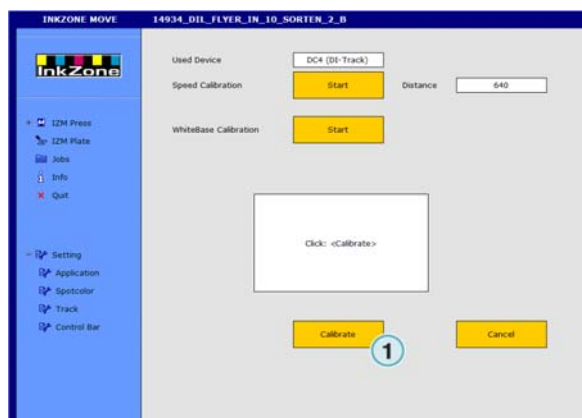 INKZONE MOVE 14934_DIL_FLYER_IN_10_SORTEN_2_B
InkZone
Used Device DC4 (DI-Track)
Speed Calibration Start Distance 640
IZM Press
WhiteBase Calibration Start
IZM Plate
Jobs
Info
Quit
Click: <Calibrate>
Setting
Application
Spotcolor
Track
Control Bar
Calibrate 1 Cancel